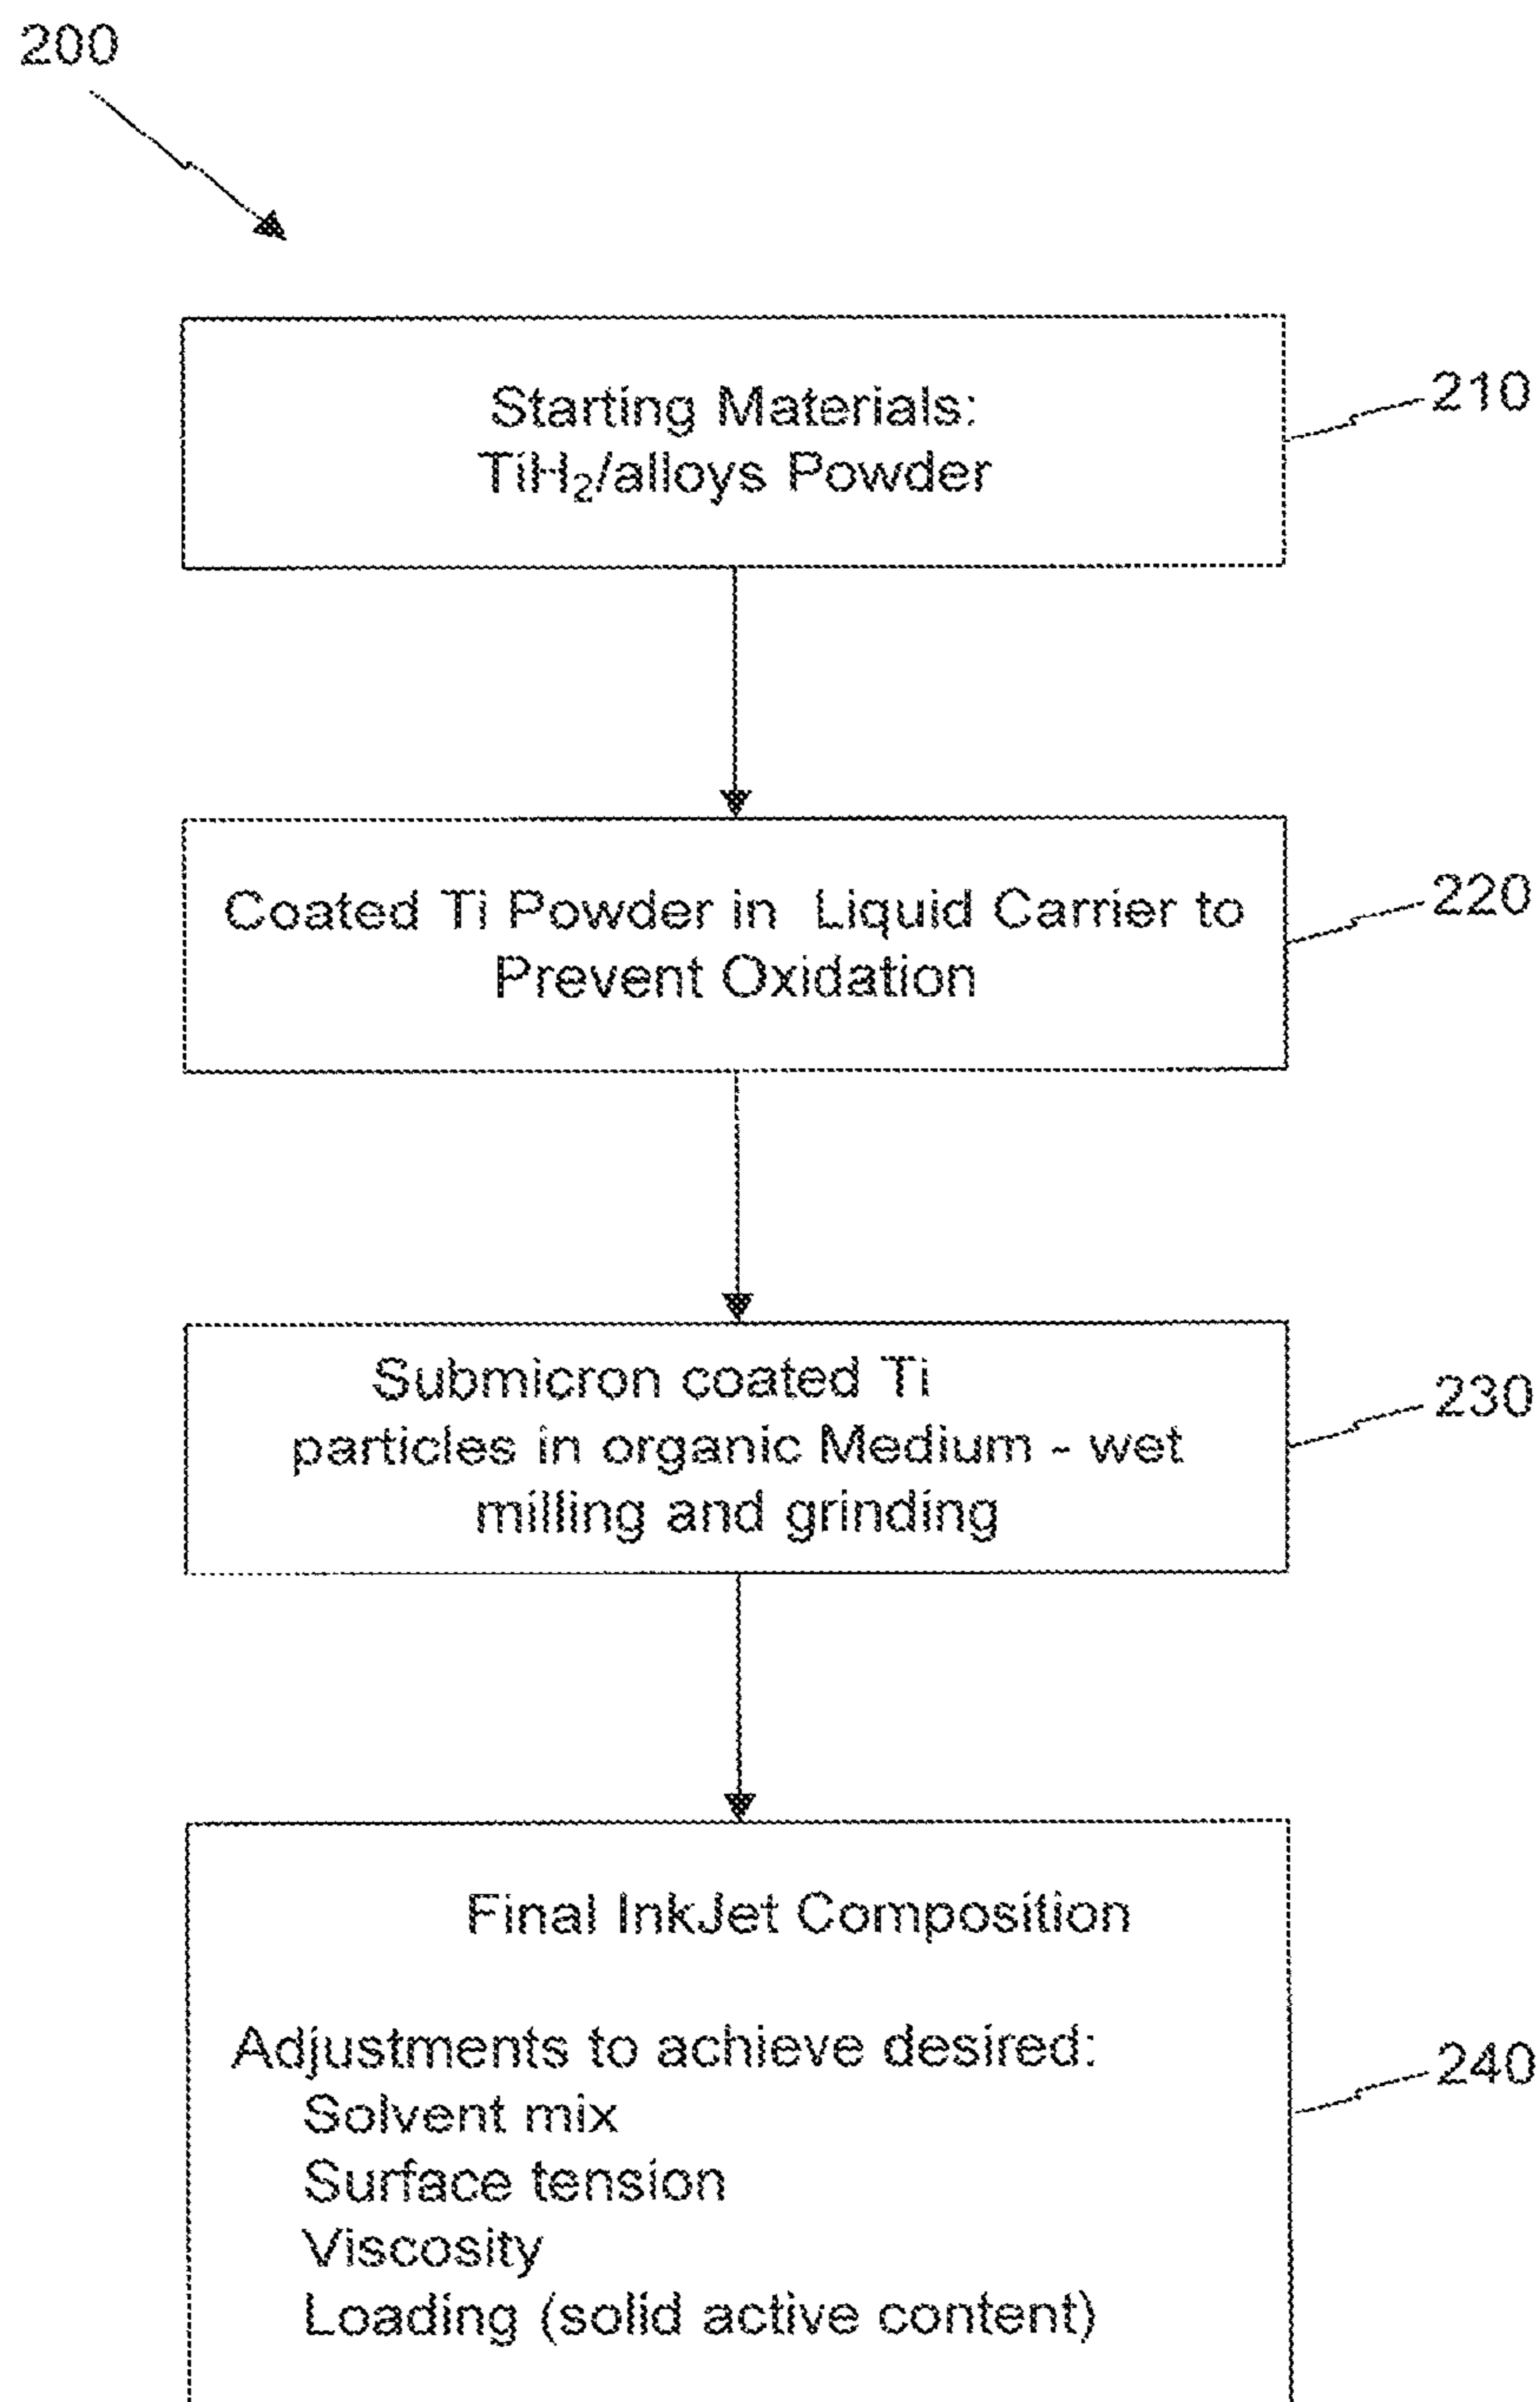 200
Starting Materials:
TiH₂/alloys Powder
210
Coated Ti Powder in Liquid Carrier to
Prevent Oxidation
220
Submicron coated Ti
particles in organic Medium - wet
milling and grinding
230
Final InkJet Composition
Adjustments to achieve desired:
Solvent mix
Surface tension
Viscosity
Loading (solid active content)
240